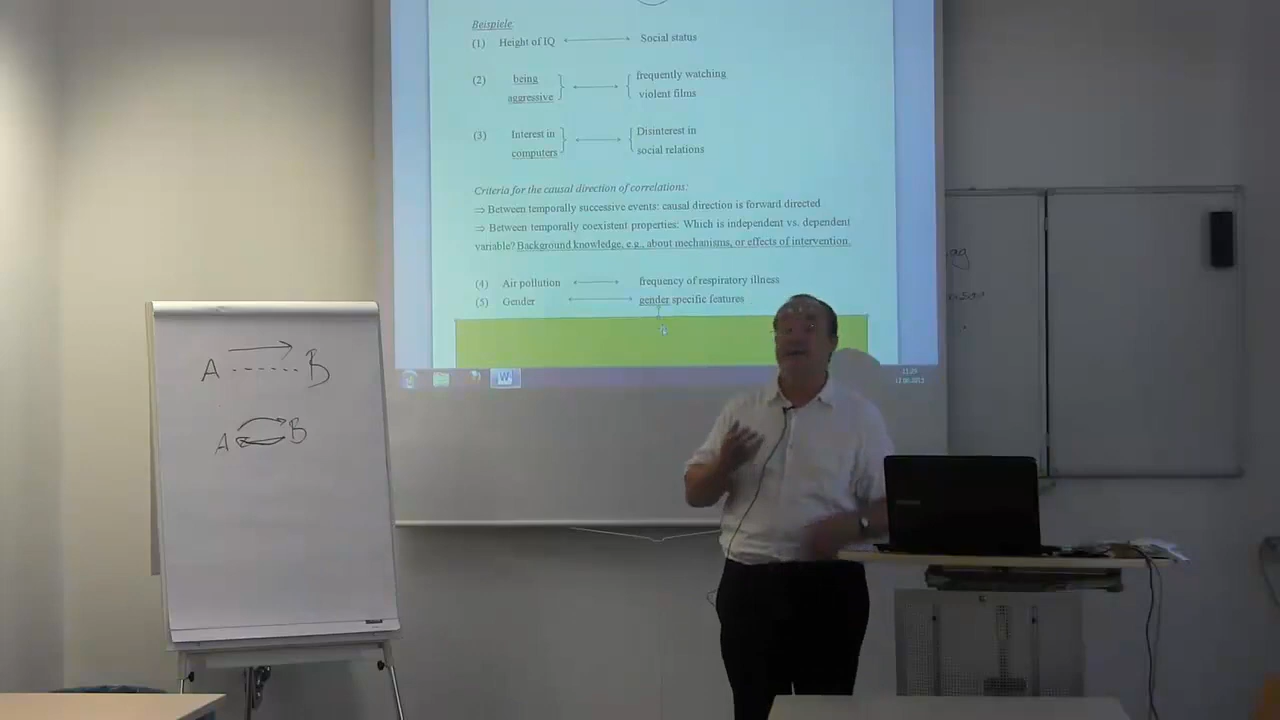 Beispiele
(1) Height of IQ ⟷ Social status
(2) being aggressive } ⟷ { frequently watching violent films
(3) Interest in computers } ⟷ { Disinterest in social relations
Criteria for the causal direction of correlations:
⇒ Between temporally successive events: causal direction is forward directed
⇒ Between temporally coexistent properties: Which is independent vs. dependent
variable? Background knowledge, e.g., about mechanisms, or effects of intervention.
(4) Air pollution ⟷ frequency of respiratory illness
(5) Gender ⟷ gender specific features
W
A B
A B